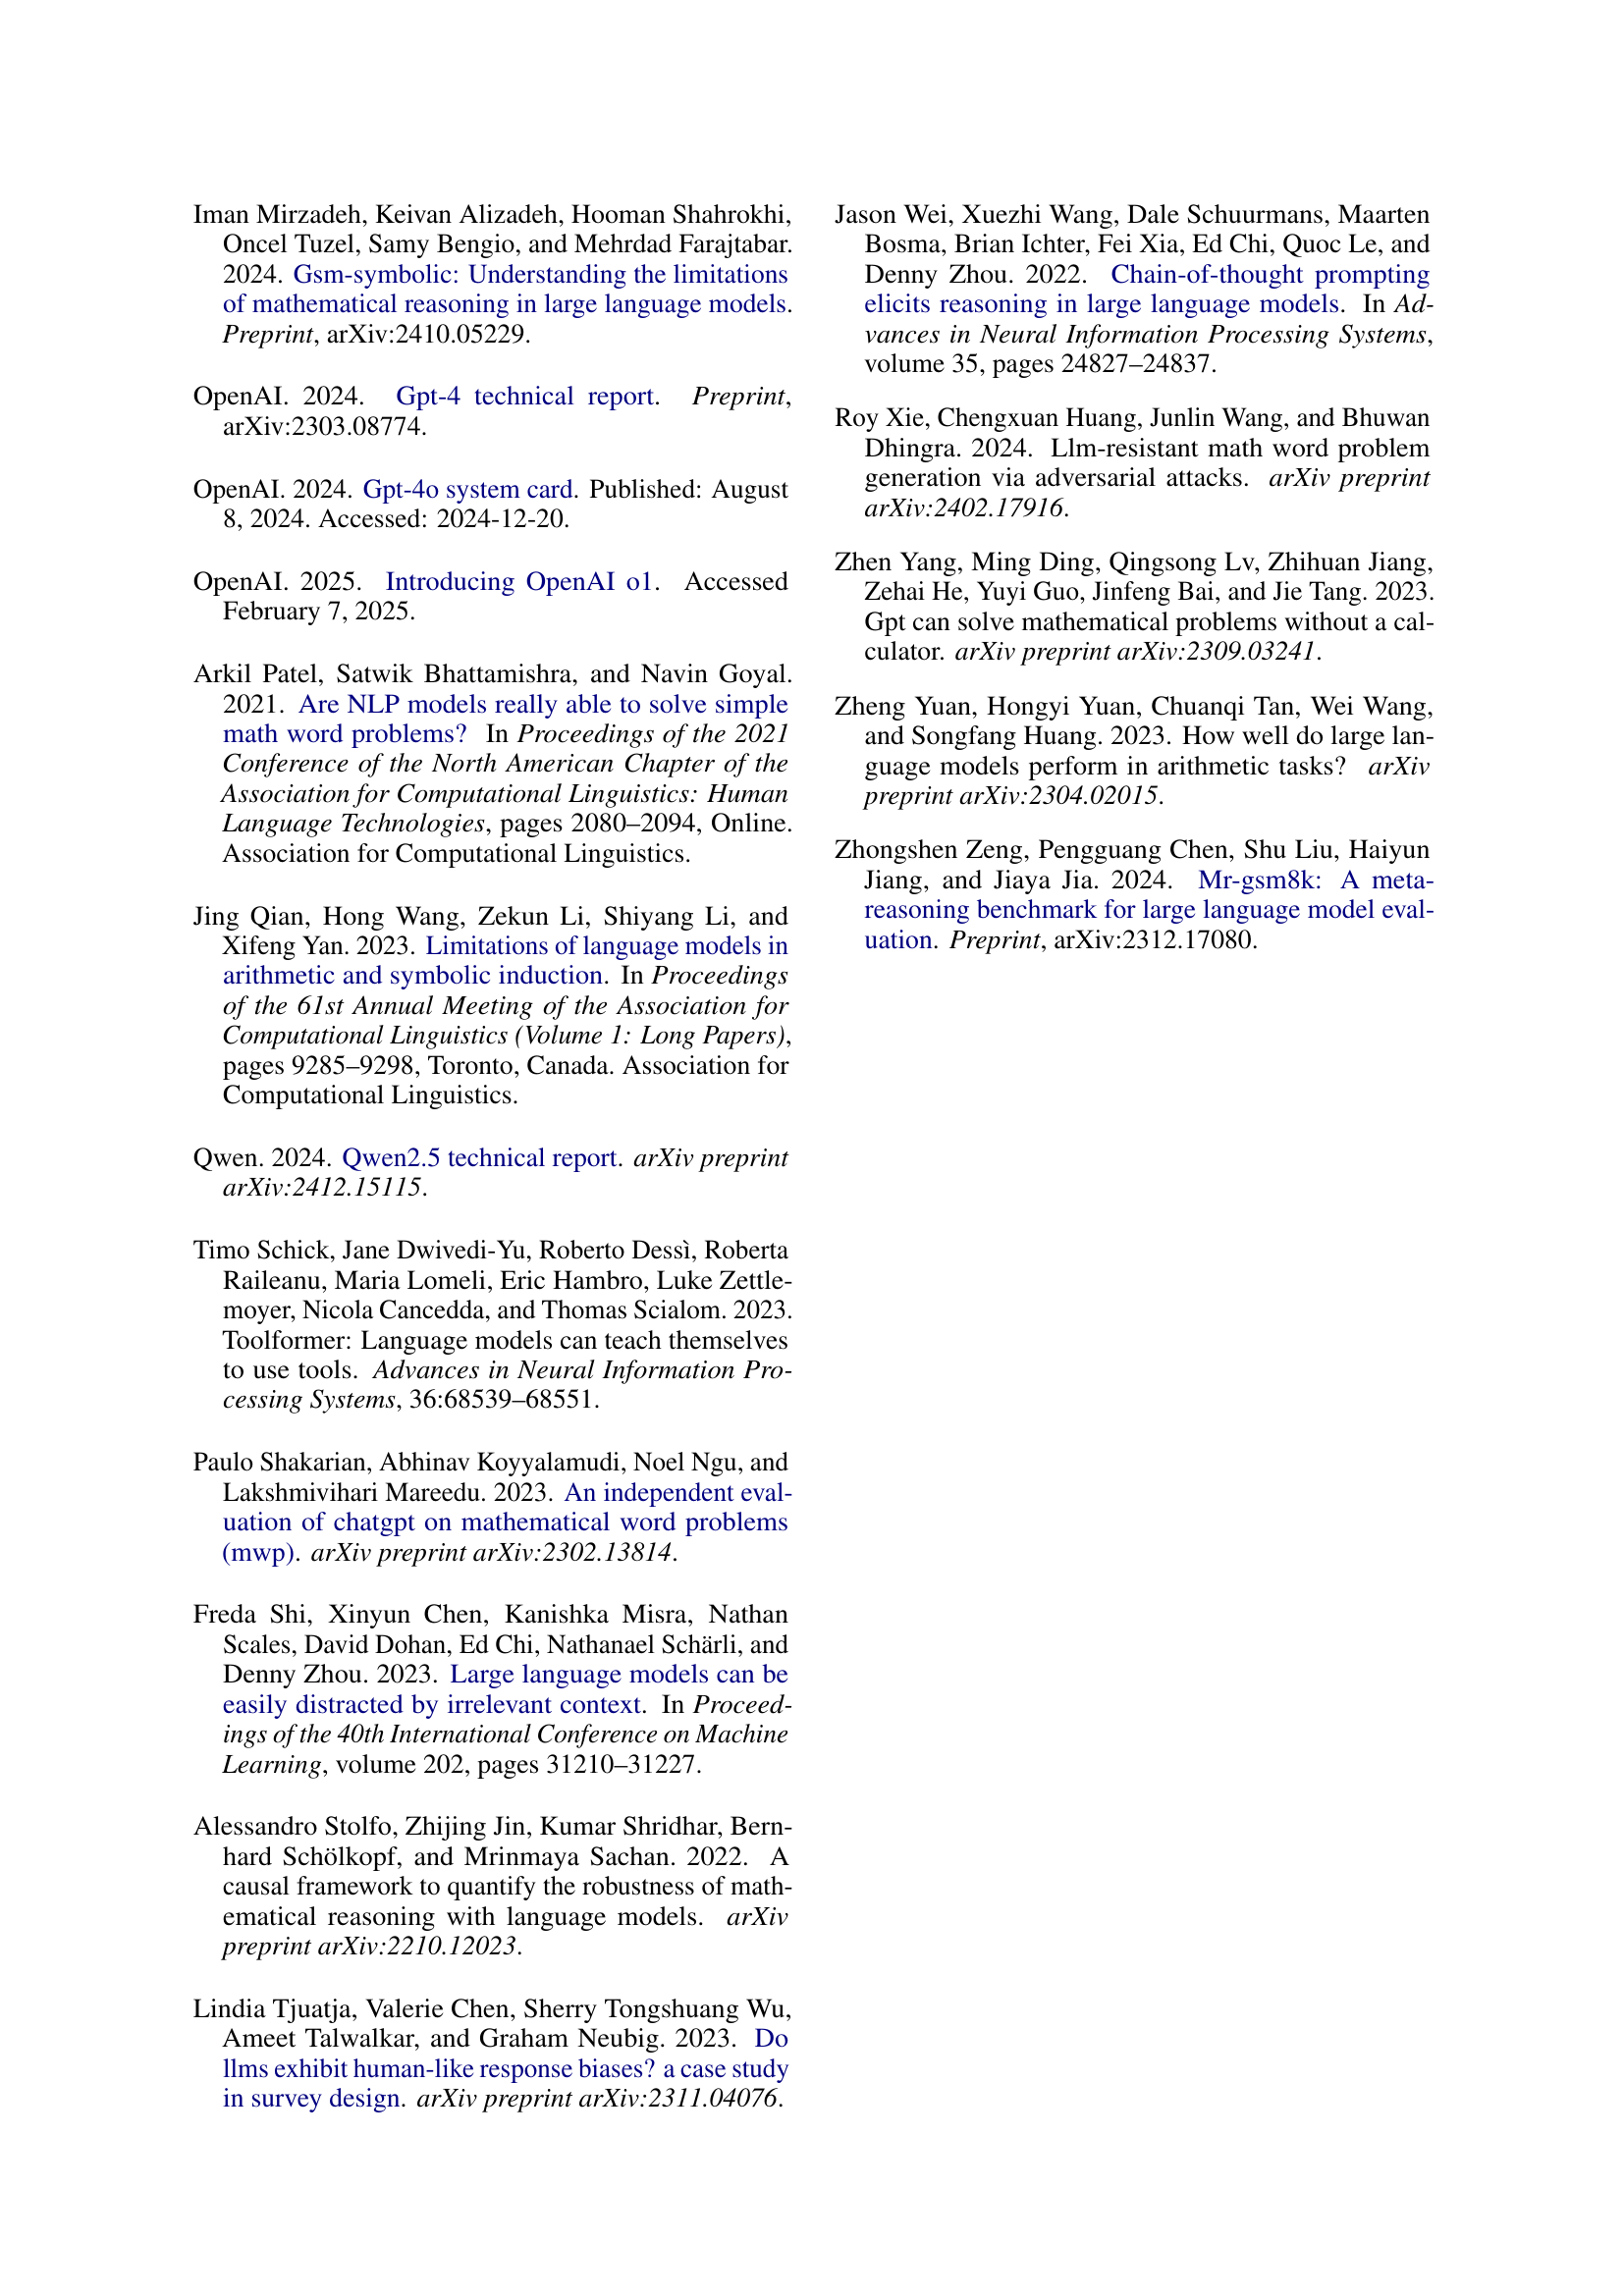 Iman Mirzadeh, Keivan Alizadeh, Hooman Shahrokhi,
Oncel Tuzel, Samy Bengio, and Mehrdad Farajtabar.
2024. Gsm-symbolic: Understanding the limitations
of mathematical reasoning in large language models.
Preprint, arXiv:2410.05229.
OpenAI. 2024. Gpt-4 technical report. Preprint,
arXiv:2303.08774.
OpenAI. 2024. Gpt-4o system card. Published: August
8, 2024. Accessed: 2024-12-20.
OpenAI. 2025. Introducing OpenAI o1. Accessed
February 7, 2025.
Arkil Patel, Satwik Bhattamishra, and Navin Goyal.
2021. Are NLP models really able to solve simple
math word problems? In Proceedings of the 2021
Conference of the North American Chapter of the
Association for Computational Linguistics: Human
Language Technologies, pages 2080–2094, Online.
Association for Computational Linguistics.
Jing Qian, Hong Wang, Zekun Li, Shiyang Li, and
Xifeng Yan. 2023. Limitations of language models in
arithmetic and symbolic induction. In Proceedings
of the 61st Annual Meeting of the Association for
Computational Linguistics (Volume 1: Long Papers),
pages 9285–9298, Toronto, Canada. Association for
Computational Linguistics.
Qwen. 2024. Qwen2.5 technical report. arXiv preprint
arXiv:2412.15115.
Timo Schick, Jane Dwivedi-Yu, Roberto Dessì, Roberta
Raileanu, Maria Lomeli, Eric Hambro, Luke Zettle-
moyer, Nicola Cancedda, and Thomas Scialom. 2023.
Toolformer: Language models can teach themselves
to use tools. Advances in Neural Information Pro-
cessing Systems, 36:68539–68551.
Paulo Shakarian, Abhinav Koyyalamudi, Noel Ngu, and
Lakshmivihari Mareedu. 2023. An independent eval-
uation of chatgpt on mathematical word problems
(mwp). arXiv preprint arXiv:2302.13814.
Freda Shi, Xinyun Chen, Kanishka Misra, Nathan
Scales, David Dohan, Ed Chi, Nathanael Schärli, and
Denny Zhou. 2023. Large language models can be
easily distracted by irrelevant context. In Proceed-
ings of the 40th International Conference on Machine
Learning, volume 202, pages 31210–31227.
Alessandro Stolfo, Zhijing Jin, Kumar Shridhar, Bern-
hard Schölkopf, and Mrinmaya Sachan. 2022. A
causal framework to quantify the robustness of math-
ematical reasoning with language models. arXiv
preprint arXiv:2210.12023.
Lindia Tjuatja, Valerie Chen, Sherry Tongshuang Wu,
Ameet Talwalkar, and Graham Neubig. 2023. Do
llms exhibit human-like response biases? a case study
in survey design. arXiv preprint arXiv:2311.04076.
Jason Wei, Xuezhi Wang, Dale Schuurmans, Maarten
Bosma, Brian Ichter, Fei Xia, Ed Chi, Quoc Le, and
Denny Zhou. 2022. Chain-of-thought prompting
elicits reasoning in large language models. In Ad-
vances in Neural Information Processing Systems,
volume 35, pages 24827–24837.
Roy Xie, Chengxuan Huang, Junlin Wang, and Bhuwan
Dhingra. 2024. Llm-resistant math word problem
generation via adversarial attacks. arXiv preprint
arXiv:2402.17916.
Zhen Yang, Ming Ding, Qingsong Lv, Zhihuan Jiang,
Zehai He, Yuyi Guo, Jinfeng Bai, and Jie Tang. 2023.
Gpt can solve mathematical problems without a cal-
culator. arXiv preprint arXiv:2309.03241.
Zheng Yuan, Hongyi Yuan, Chuanqi Tan, Wei Wang,
and Songfang Huang. 2023. How well do large lan-
guage models perform in arithmetic tasks? arXiv
preprint arXiv:2304.02015.
Zhongshen Zeng, Pengguang Chen, Shu Liu, Haiyun
Jiang, and Jiaya Jia. 2024. Mr-gsm8k: A meta-
reasoning benchmark for large language model eval-
uation. Preprint, arXiv:2312.17080.